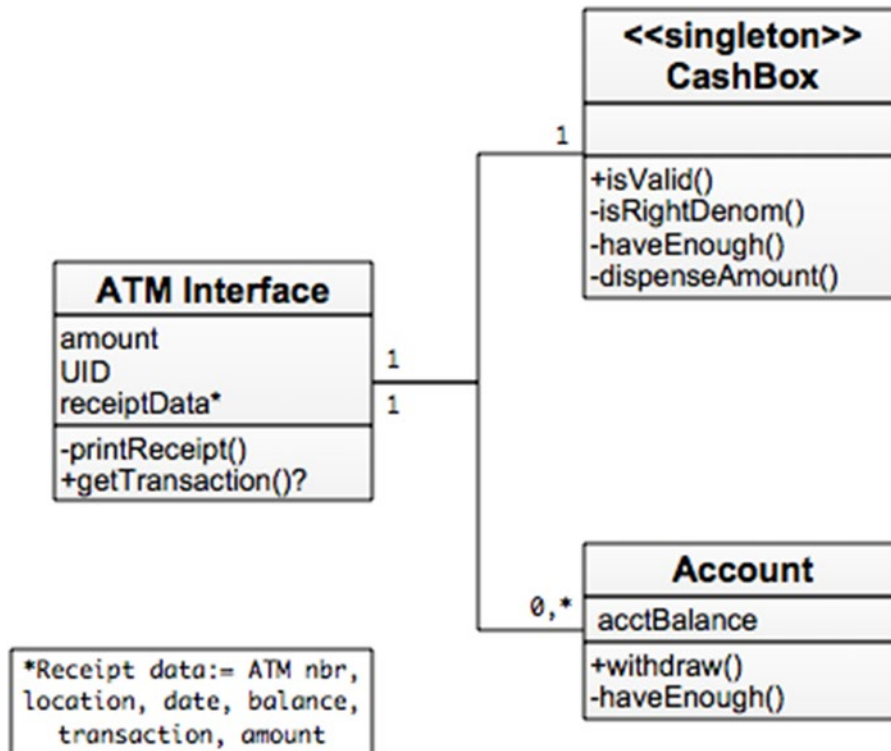 <<singleton>>
CashBox
1
+isValid()
-isRightDenom()
-haveEnough()
-dispenseAmount()
ATM Interface
amount
UID
receiptData*
-printReceipt()
+getTransaction()?
1
1
0,*
Account
acctBalance
+withdraw()
-haveEnough()
*Receipt data:= ATM nbr,
location, date, balance,
transaction, amount